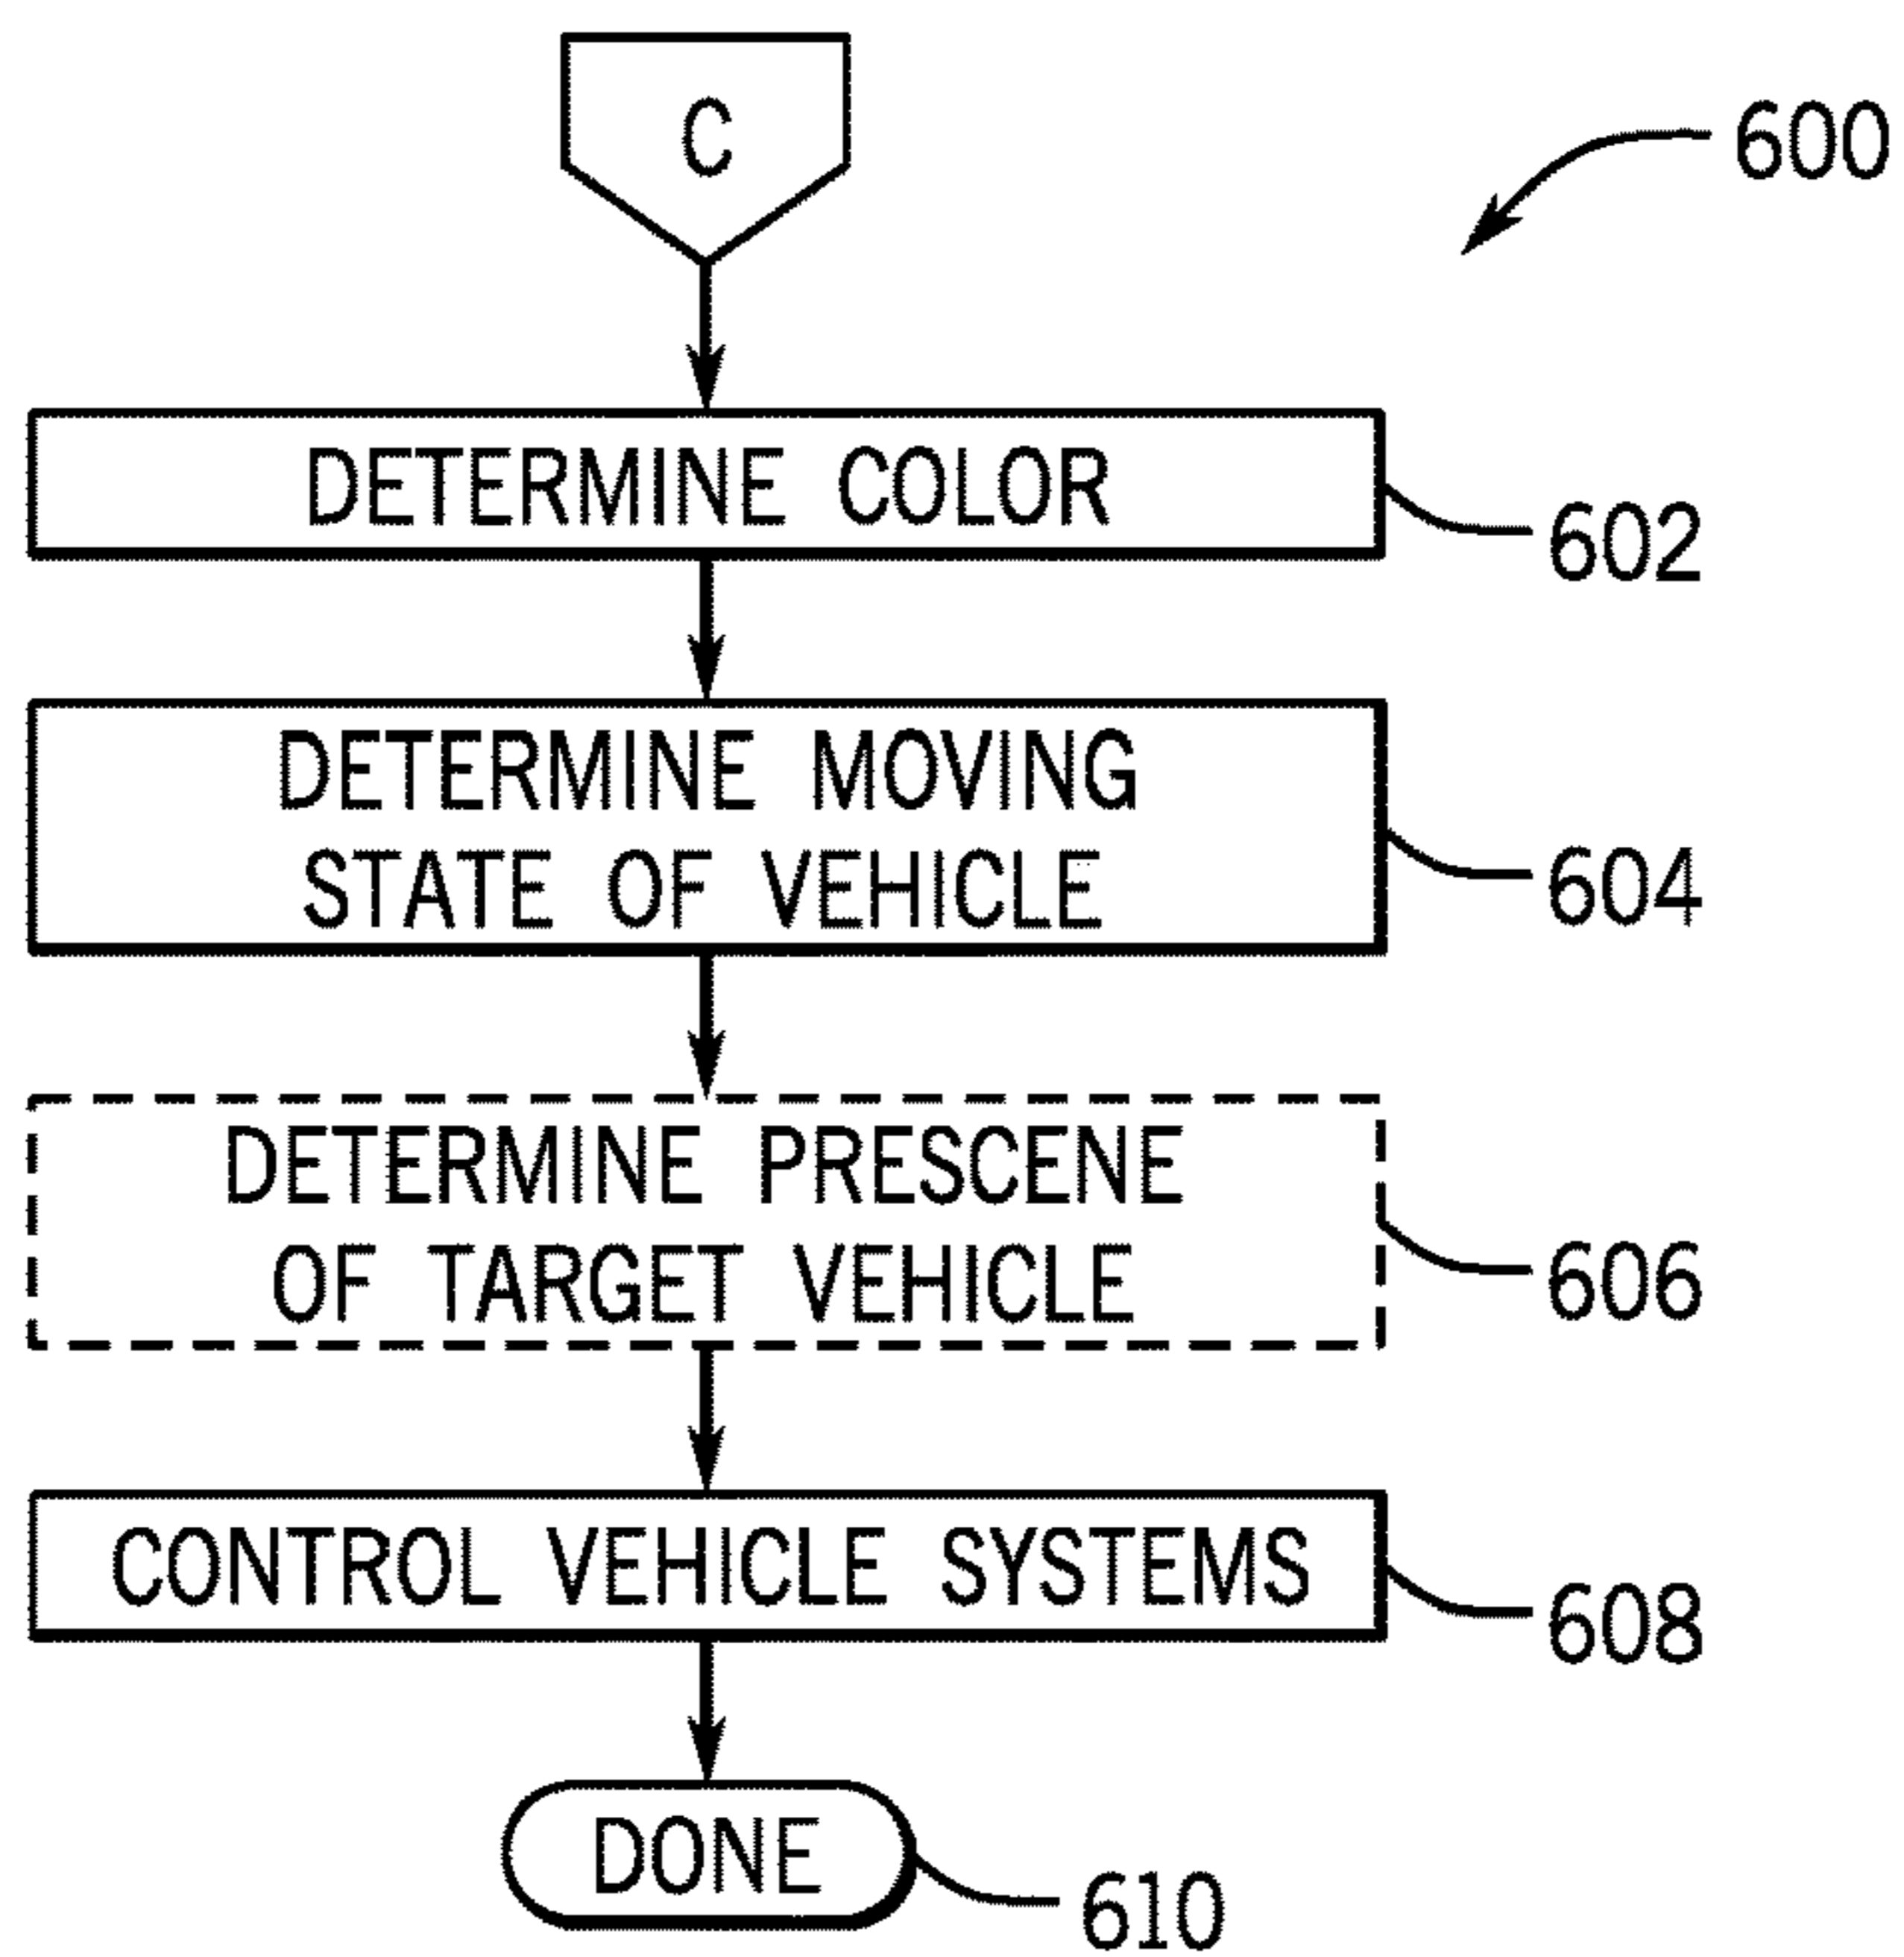 C
600
DETERMINE COLOR
602
DETERMINE MOVING
STATE OF VEHICLE
604
DETERMINE PRESCENE
OF TARGET VEHICLE
606
CONTROL VEHICLE SYSTEMS
608
DONE
610